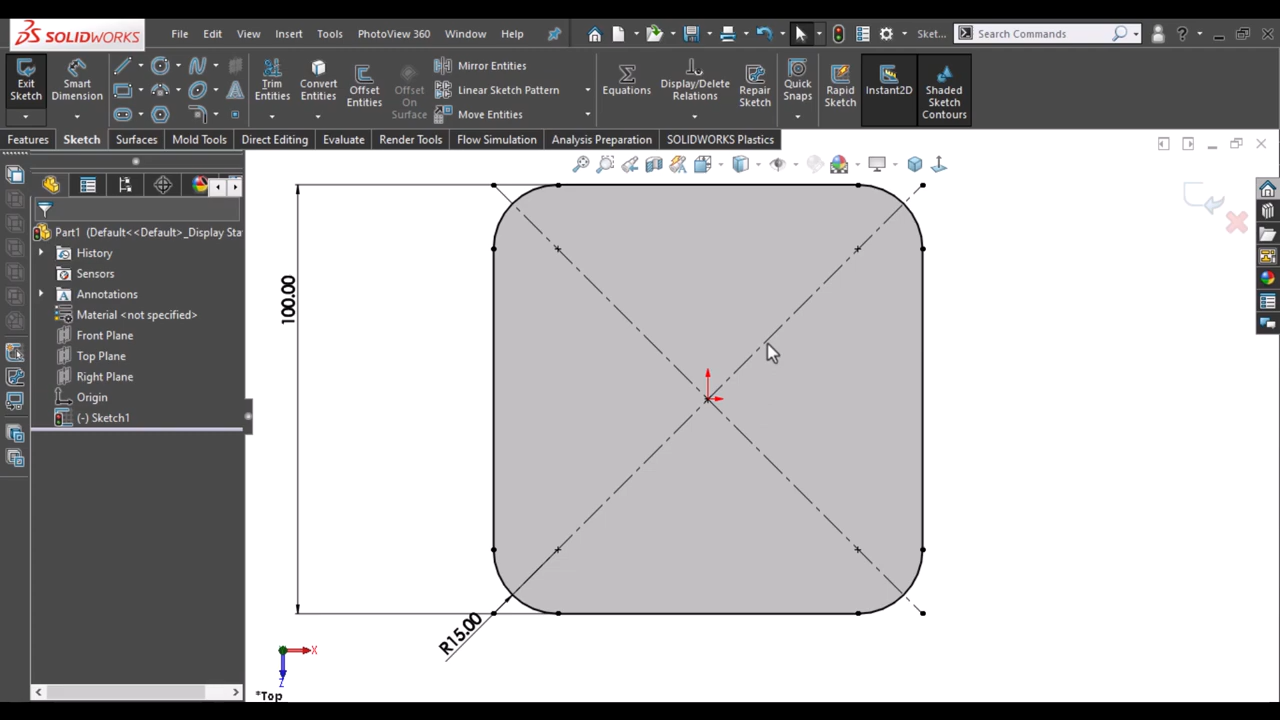 SOLIDWORKS File Edit View Insert Tools PhotoView 360 Window Help Sket... Search Commands ?
Exit Sketch
Smart Dimension
Trim Entities
Convert Entities
Offset Entities
Offset On Surface
Mirror Entities
Linear Sketch Pattern
Move Entities
Equations
Display/Delete Relations
Repair Sketch
Quick Snaps
Rapid Sketch
Instant2D
Shaded Sketch Contours
Features Sketch Surfaces Mold Tools Direct Editing Evaluate Render Tools Flow Simulation Analysis Preparation SOLIDWORKS Plastics
Part1 (Default<<Default>_Display Sta
History
Sensors
Annotations
Material <not specified>
Front Plane
Top Plane
Right Plane
Origin
(-) Sketch1
100.00
R15.00
X
Z
*Top